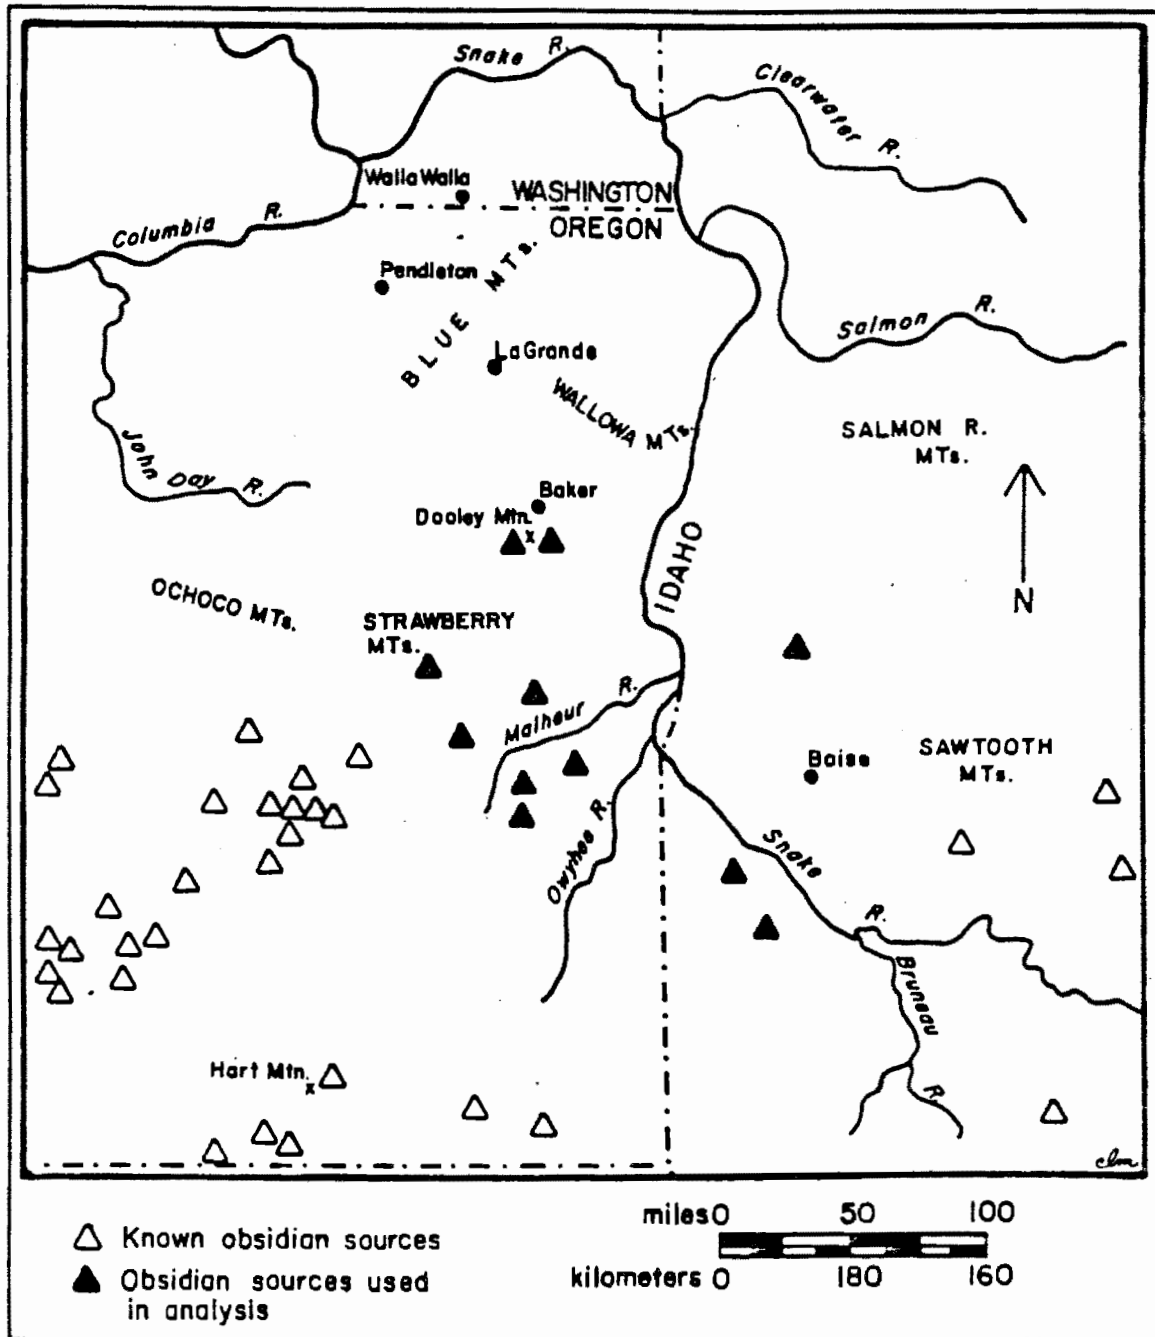 Snake R.
Clearwater R.
Walla Walla
WASHINGTON
OREGON
Columbia R.
Pendleton
BLUE MTs.
LaGrande
WALLOWA MTs.
Salmon R.
SALMON R.
MTs.
John Day R.
Baker
Dooley Mtn.
x
IDAHO
N
OCHOCO MTs.
STRAWBERRY
MTs.
Malheur R.
Owyhee R.
Boise
SAWTOOTH
MTs.
Snake R.
Bruneau R.
Hart Mtn.
x
clm
miles 0 50 100
kilometers 0 180 160
Known obsidian sources
Obsidian sources used
in analysis